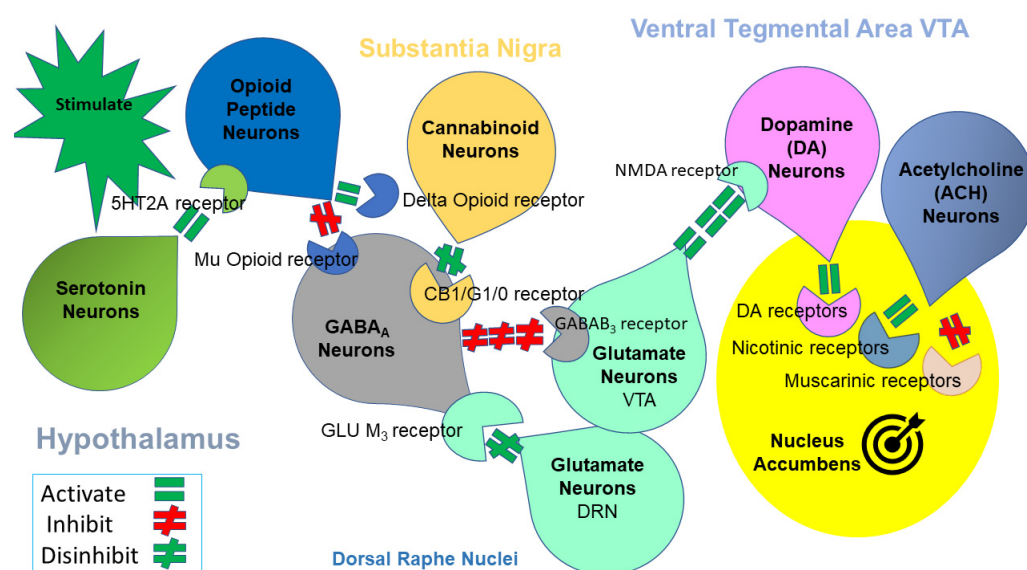 Ventral Tegmental Area VTA
Substantia Nigra
Stimulate
Opioid
Peptide
Neurons
Cannabinoid
Neurons
Dopamine
(DA)
Neurons
NMDA receptor
Acetylcholine
(ACH)
Neurons
5HT2A receptor
Delta Opioid receptor
Mu Opioid receptor
Serotonin
Neurons
CB1/G1/0 receptor
GABAA
Neurons
GABAB3 receptor
DA receptors
Nicotinic receptors
Muscarinic receptors
Glutamate
Neurons
VTA
GLU M3 receptor
Hypothalamus
Nucleus
Accumbens
Glutamate
Neurons
DRN
Activate
Inhibit
Disinhibit
Dorsal Raphe Nuclei